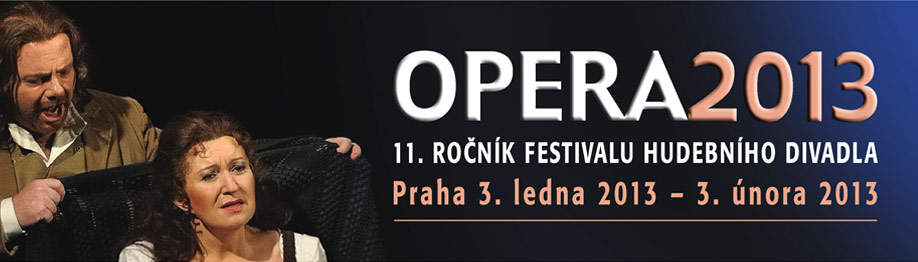 OPERA2013
11. ROČNÍK FESTIVALU HUDEBNÍHO DIVADLA
Praha 3. ledna 2013 – 3. února 2013